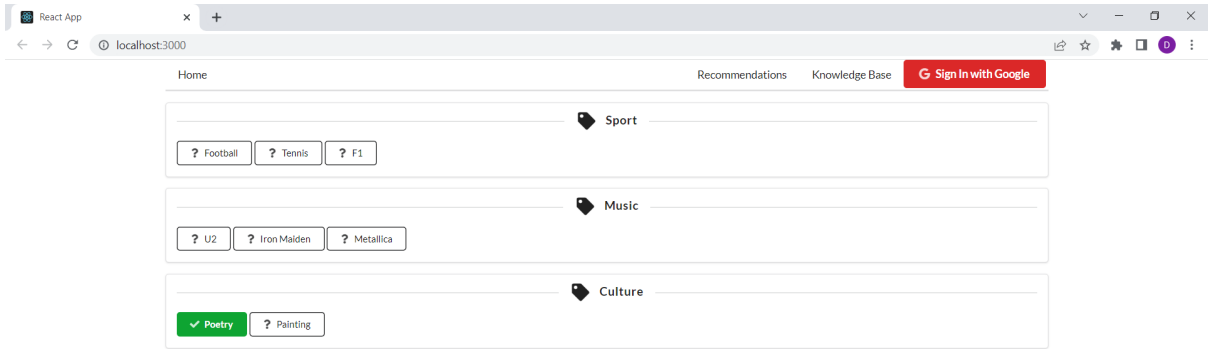 React App
localhost:3000
D
Home Recommendations Knowledge Base G Sign In with Google
Sport
? Football ? Tennis ? F1
Music
? U2 ? Iron Maiden ? Metallica
Culture
Poetry ? Painting